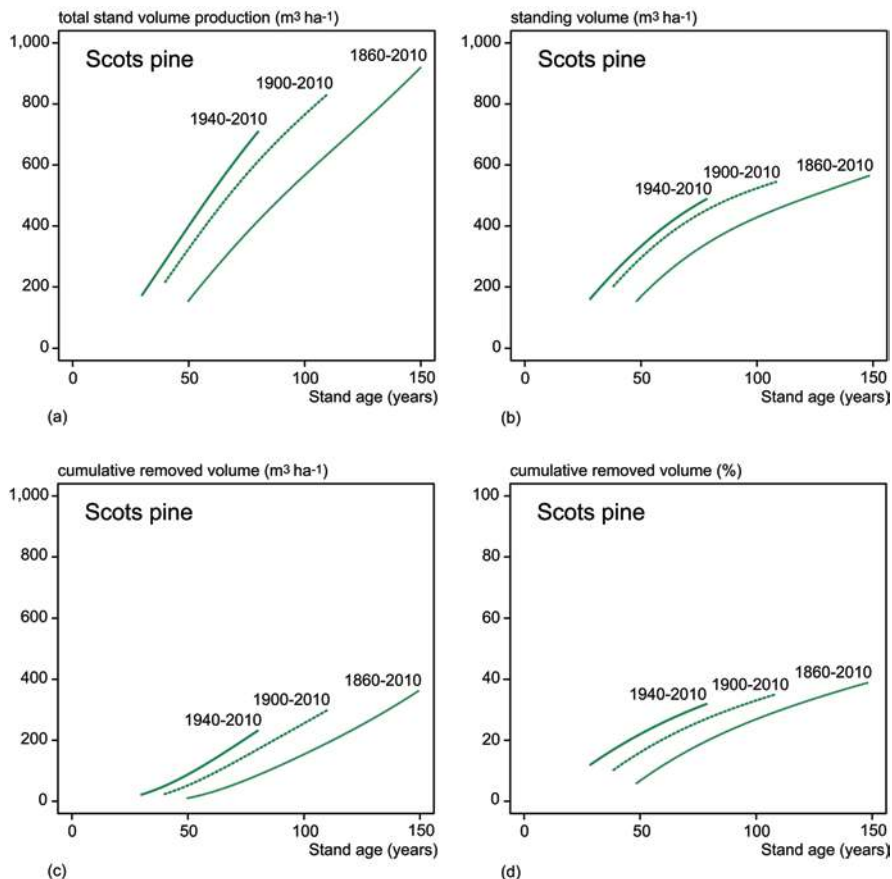 total stand volume production (m³ ha-¹)
1,000
800
600
400
200
0
Scots pine
1940-2010
1900-2010
1860-2010
0 50 100 150
Stand age (years)
(a)
standing volume (m³ ha-¹)
1,000
800
600
400
200
0
Scots pine
1940-2010
1900-2010
1860-2010
0 50 100 150
Stand age (years)
(b)
cumulative removed volume (m³ ha-¹)
1,000
800
600
400
200
0
Scots pine
1940-2010
1900-2010
1860-2010
0 50 100 150
Stand age (years)
(c)
cumulative removed volume (%)
100
80
60
40
20
0
Scots pine
1940-2010
1900-2010
1860-2010
0 50 100 150
Stand age (years)
(d)